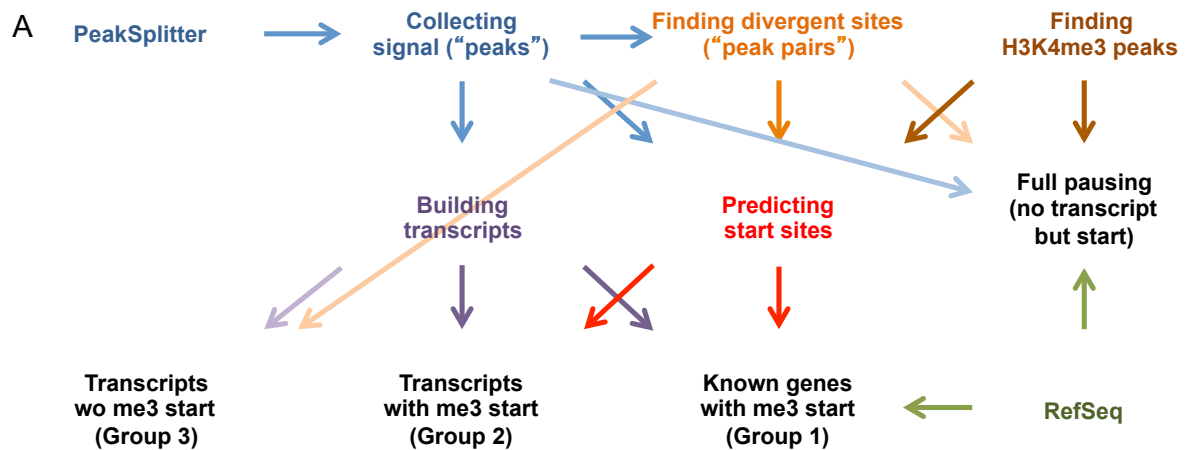 A
PeakSplitter
Collecting
signal (“peaks”)
Finding divergent sites
(“peak pairs”)
Finding
H3K4me3 peaks
Building
transcripts
Predicting
start sites
Full pausing
(no transcript
but start)
Transcripts
wo me3 start
(Group 3)
Transcripts
with me3 start
(Group 2)
Known genes
with me3 start
(Group 1)
RefSeq